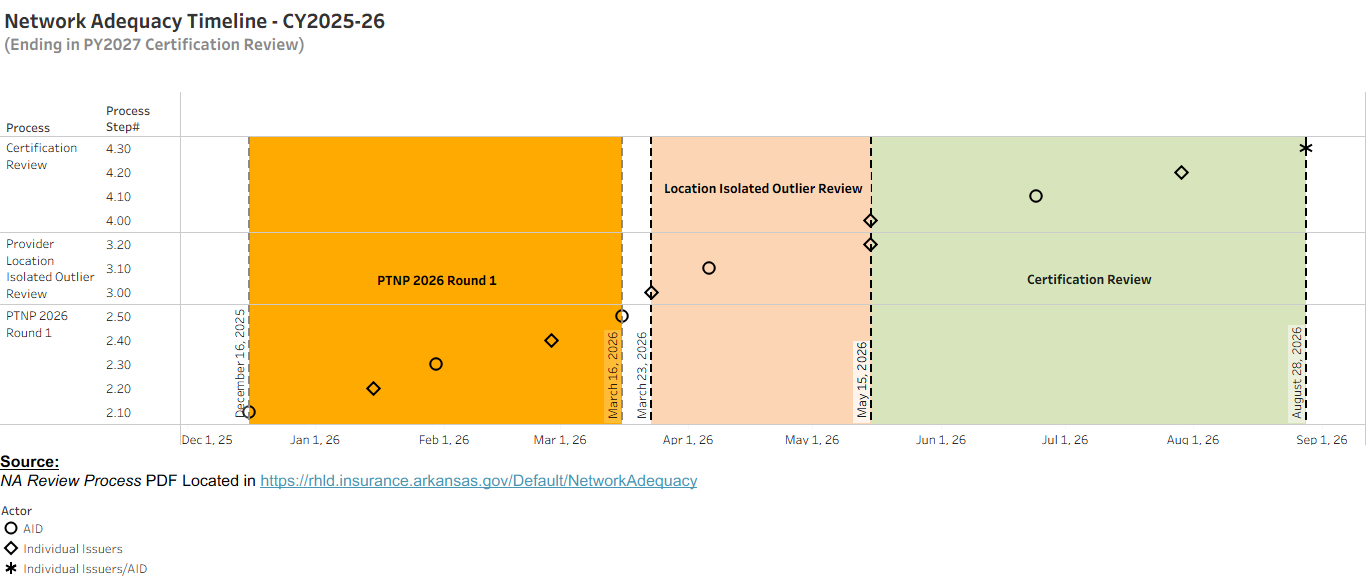 Network Adequacy Timeline - CY2025-26
(Ending in PY2027 Certification Review)
Process
Process
Step#
Certification
Review
4.30
4.20
4.10
4.00
Provider
Location
Isolated Outlier
Review
3.20
3.10
3.00
PTNP 2026
Round 1
2.50
2.40
2.30
2.20
2.10
PTNP 2026 Round 1
Location Isolated Outlier Review
Certification Review
December 16, 2025
March 16, 2026
March 23, 2026
May 15, 2026
August 28, 2026
Dec 1, 25
Jan 1, 26
Feb 1, 26
Mar 1, 26
Apr 1, 26
May 1, 26
Jun 1, 26
Jul 1, 26
Aug 1, 26
Sep 1, 26
Source:
NA Review Process PDF Located in https://rhld.insurance.arkansas.gov/Default/NetworkAdequacy
Actor
AID
Individual Issuers
Individual Issuers/AID